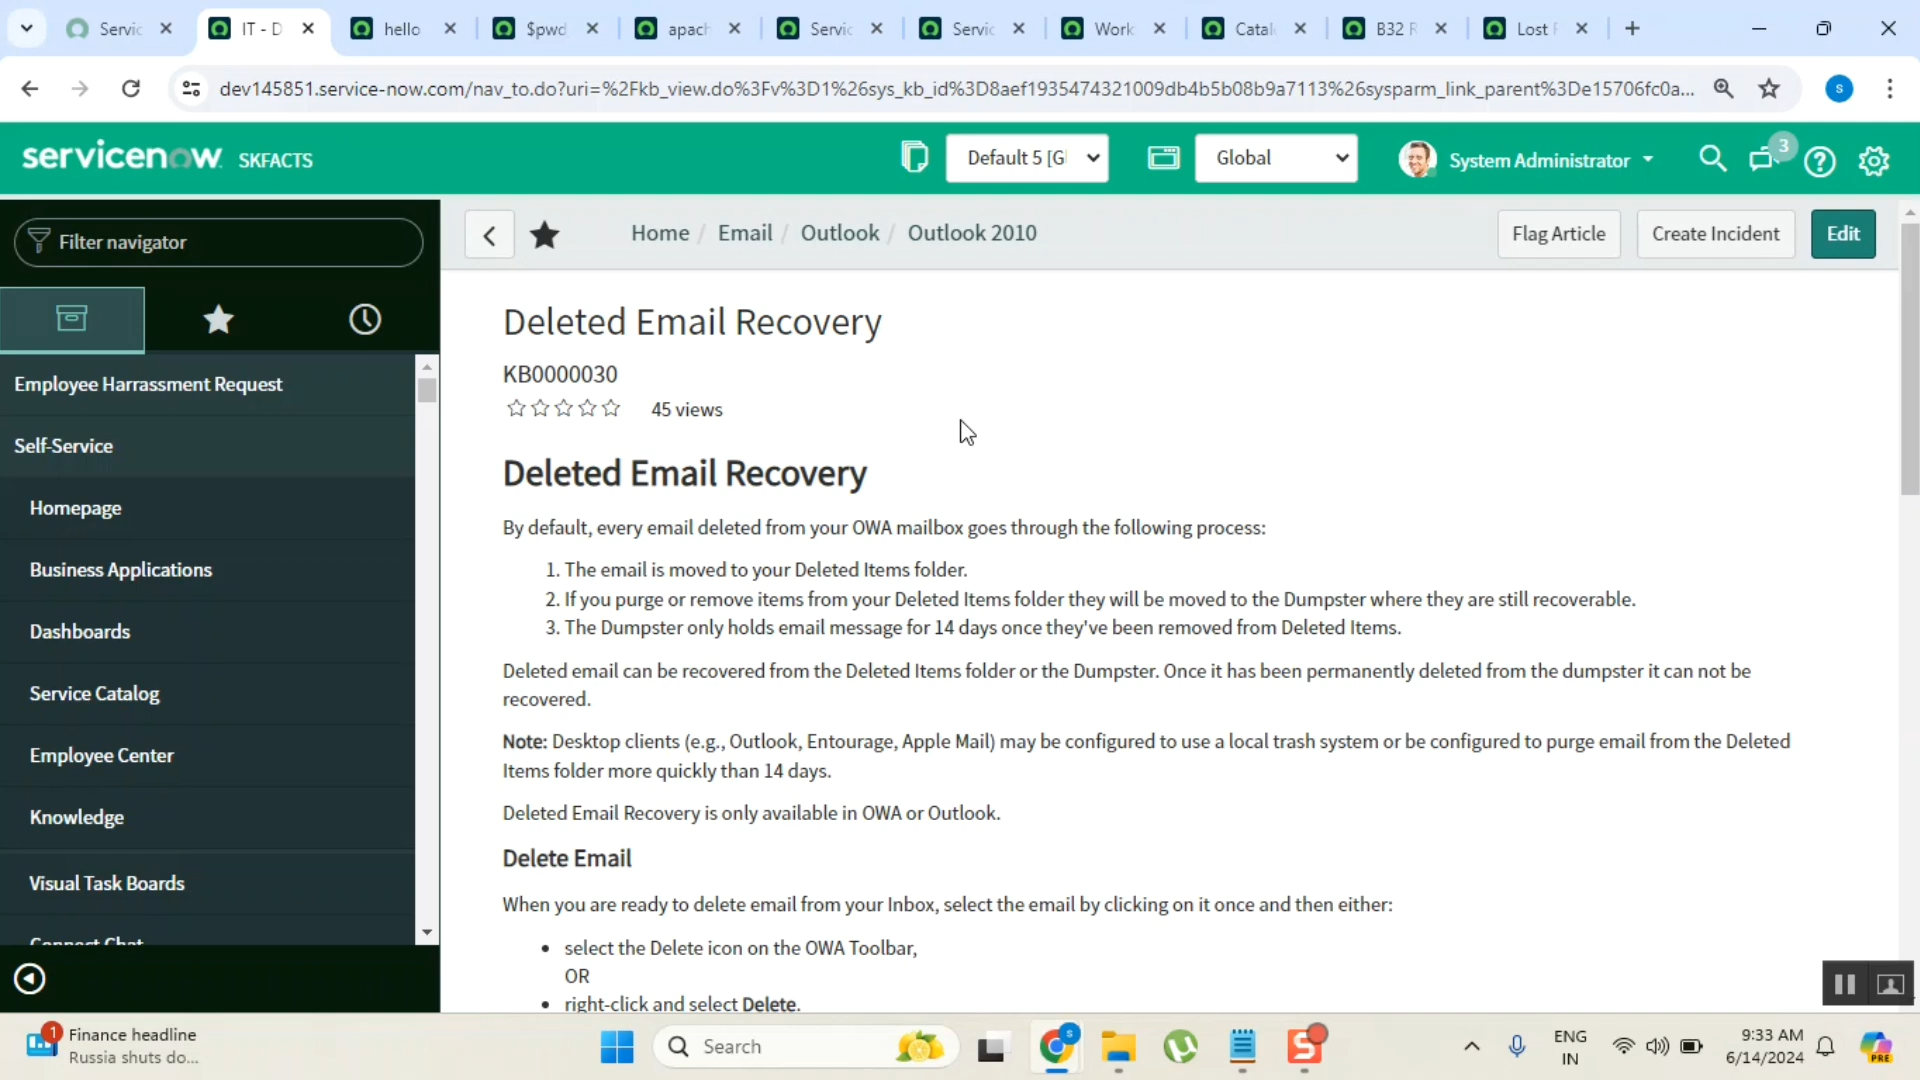 Servic
IT - D
hello
$pwd
apach
Servic
Servic
Work
Catal
B32 R
Lost F
dev145851.service-now.com/nav_to.do?uri=%2Fkb_view.do%3Fv%3D1%26sys_kb_id%3D8aef1935474321009db4b5b08b9a7113%26sysparm_link_parent%3De15706fc0a...
s
servicenow SKFACTS
Default 5 [Gl
Global
System Administrator
3
Filter navigator
Home / Email / Outlook / Outlook 2010
Flag Article
Create Incident
Edit
Employee Harrassment Request
Self-Service
Homepage
Business Applications
Dashboards
Service Catalog
Employee Center
Knowledge
Visual Task Boards
Connect Chat
Deleted Email Recovery
KB0000030
45 views
Deleted Email Recovery
By default, every email deleted from your OWA mailbox goes through the following process:
1. The email is moved to your Deleted Items folder.
2. If you purge or remove items from your Deleted Items folder they will be moved to the Dumpster where they are still recoverable.
3. The Dumpster only holds email message for 14 days once they've been removed from Deleted Items.
Deleted email can be recovered from the Deleted Items folder or the Dumpster. Once it has been permanently deleted from the dumpster it can not be
recovered.
Note: Desktop clients (e.g., Outlook, Entourage, Apple Mail) may be configured to use a local trash system or be configured to purge email from the Deleted
Items folder more quickly than 14 days.
Deleted Email Recovery is only available in OWA or Outlook.
Delete Email
When you are ready to delete email from your Inbox, select the email by clicking on it once and then either:
• select the Delete icon on the OWA Toolbar,
OR
• right-click and select Delete.
1
Finance headline
Russia shuts do...
Search
s
S
ENG
IN
9:33 AM
6/14/2024
PRE